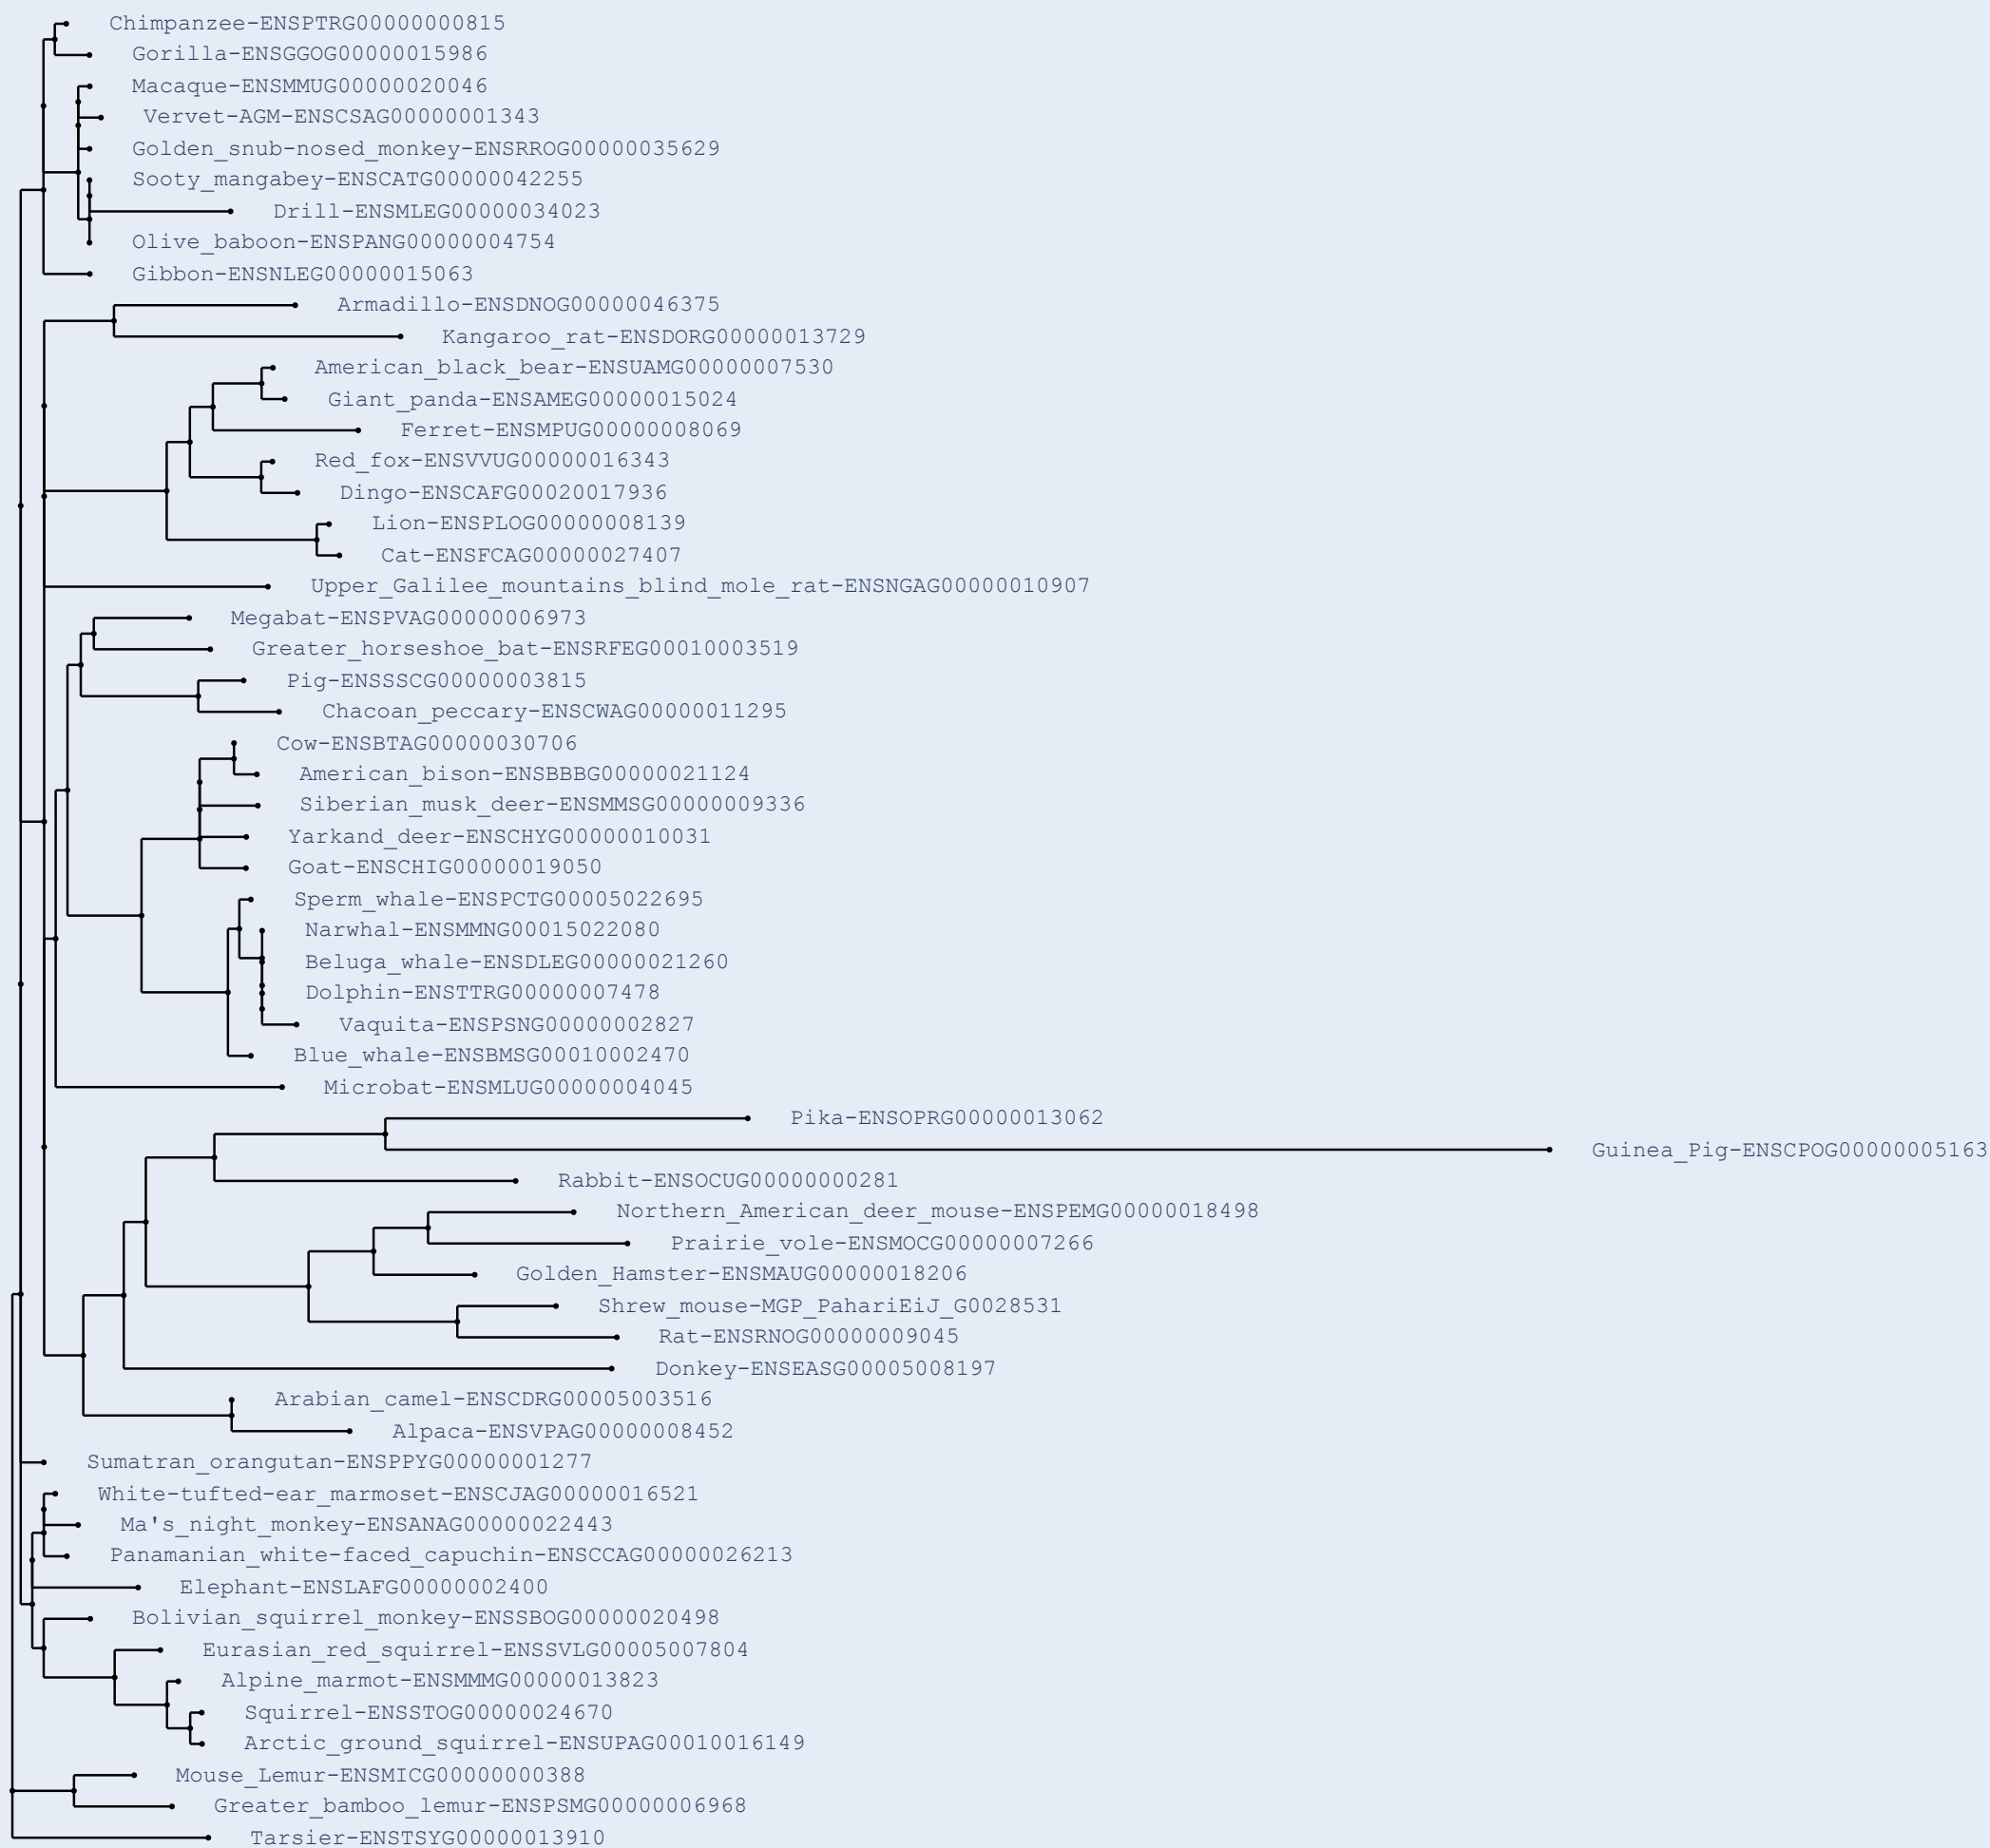 Chimpanzee-ENSPTRG00000000815
Gorilla-ENSGGOG00000015986
Macaque-ENSMMUG00000020046
Vervet-AGM-ENSCSAG00000001343
Golden_snub-nosed_monkey-ENSRROG00000035629
Sooty_mangabey-ENSCATG00000042255
Drill-ENSMLEG00000034023
Olive_baboon-ENSPANG00000004754
Gibbon-ENSNLEG00000015063
Armadillo-ENSDNOG00000046375
Kangaroo_rat-ENSDORG00000013729
American_black_bear-ENSUAMG00000007530
Giant_panda-ENSAMEG00000015024
Ferret-ENSMPUG00000008069
Red_fox-ENSVVUG00000016343
Dingo-ENSCAFG00020017936
Lion-ENSPLOG00000008139
Cat-ENSFCAG00000027407
Upper_Galilee_mountains_blind_mole_rat-ENSNGAG00000010907
Megabat-ENSPVAG00000006973
Greater_horseshoe_bat-ENSRFEG00010003519
Pig-ENSSSCG00000003815
Chacoan_peccary-ENSCWAG00000011295
Cow-ENSBTAG00000030706
American_bison-ENSBBBG00000021124
Siberian_musk_deer-ENSMMSG00000009336
Yarkand_deer-ENSCHYG00000010031
Goat-ENSCHIG00000019050
Sperm_whale-ENSPCTG00005022695
Narwhal-ENSMMNG00015022080
Beluga_whale-ENSDLEG00000021260
Dolphin-ENSTTRG00000007478
Vaquita-ENSPSNG00000002827
Blue_whale-ENSBMSG00010002470
Microbat-ENSMLUG00000004045
Pika-ENSOPRG00000013062
Guinea_Pig-ENSCPOG00000005163
Rabbit-ENSOCUG00000000281
Northern_American_deer_mouse-ENSPEMG00000018498
Prairie_vole-ENSMOCG00000007266
Golden_Hamster-ENSMAUG00000018206
Shrew_mouse-MGP_PahariEiJ_G0028531
Rat-ENSRNOG00000009045
Donkey-ENSEASG00005008197
Arabian_camel-ENSCDRG00005003516
Alpaca-ENSVPAG00000008452
Sumatran_orangutan-ENSPPYG00000001277
White-tufted-ear_marmoset-ENSCJAG00000016521
Ma's_night_monkey-ENSANAG00000022443
Panamanian_white-faced_capuchin-ENSCCAG00000026213
Elephant-ENSLAFG00000002400
Bolivian_squirrel_monkey-ENSSBOG00000020498
Eurasian_red_squirrel-ENSSVLG00005007804
Alpine_marmot-ENSMMMG00000013823
Squirrel-ENSSTOG00000024670
Arctic_ground_squirrel-ENSUPAG00010016149
Mouse_Lemur-ENSMICG00000000388
Greater_bamboo_lemur-ENSPSMG00000006968
Tarsier-ENSTSYG00000013910